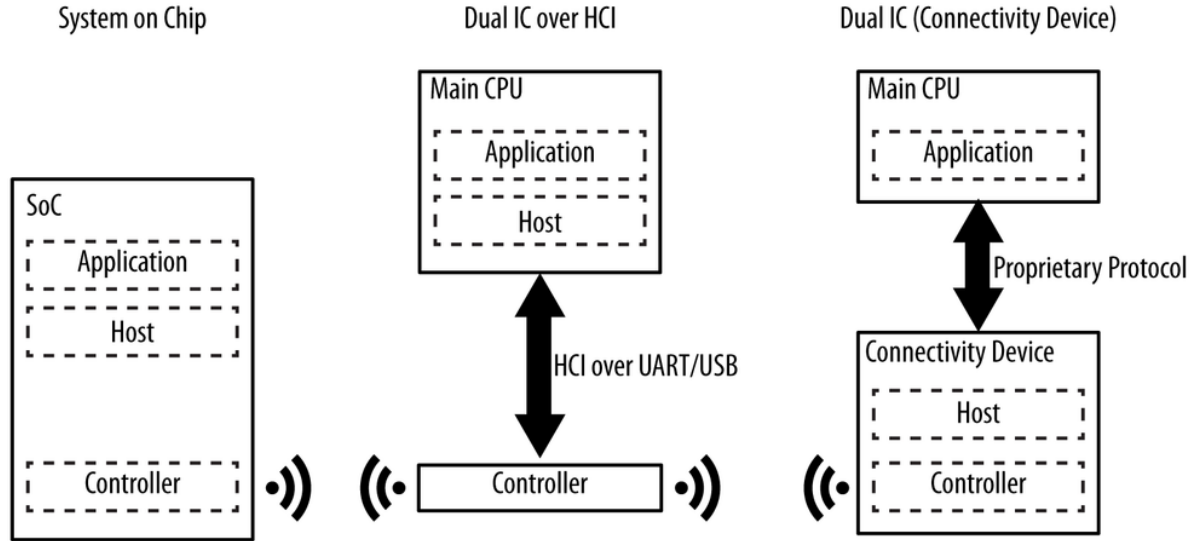 System on Chip
SoC
Application
Host
Controller
Dual IC over HCI
Main CPU
Application
Host
HCI over UART/USB
Controller
Dual IC (Connectivity Device)
Main CPU
Application
Proprietary Protocol
Connectivity Device
Host
Controller